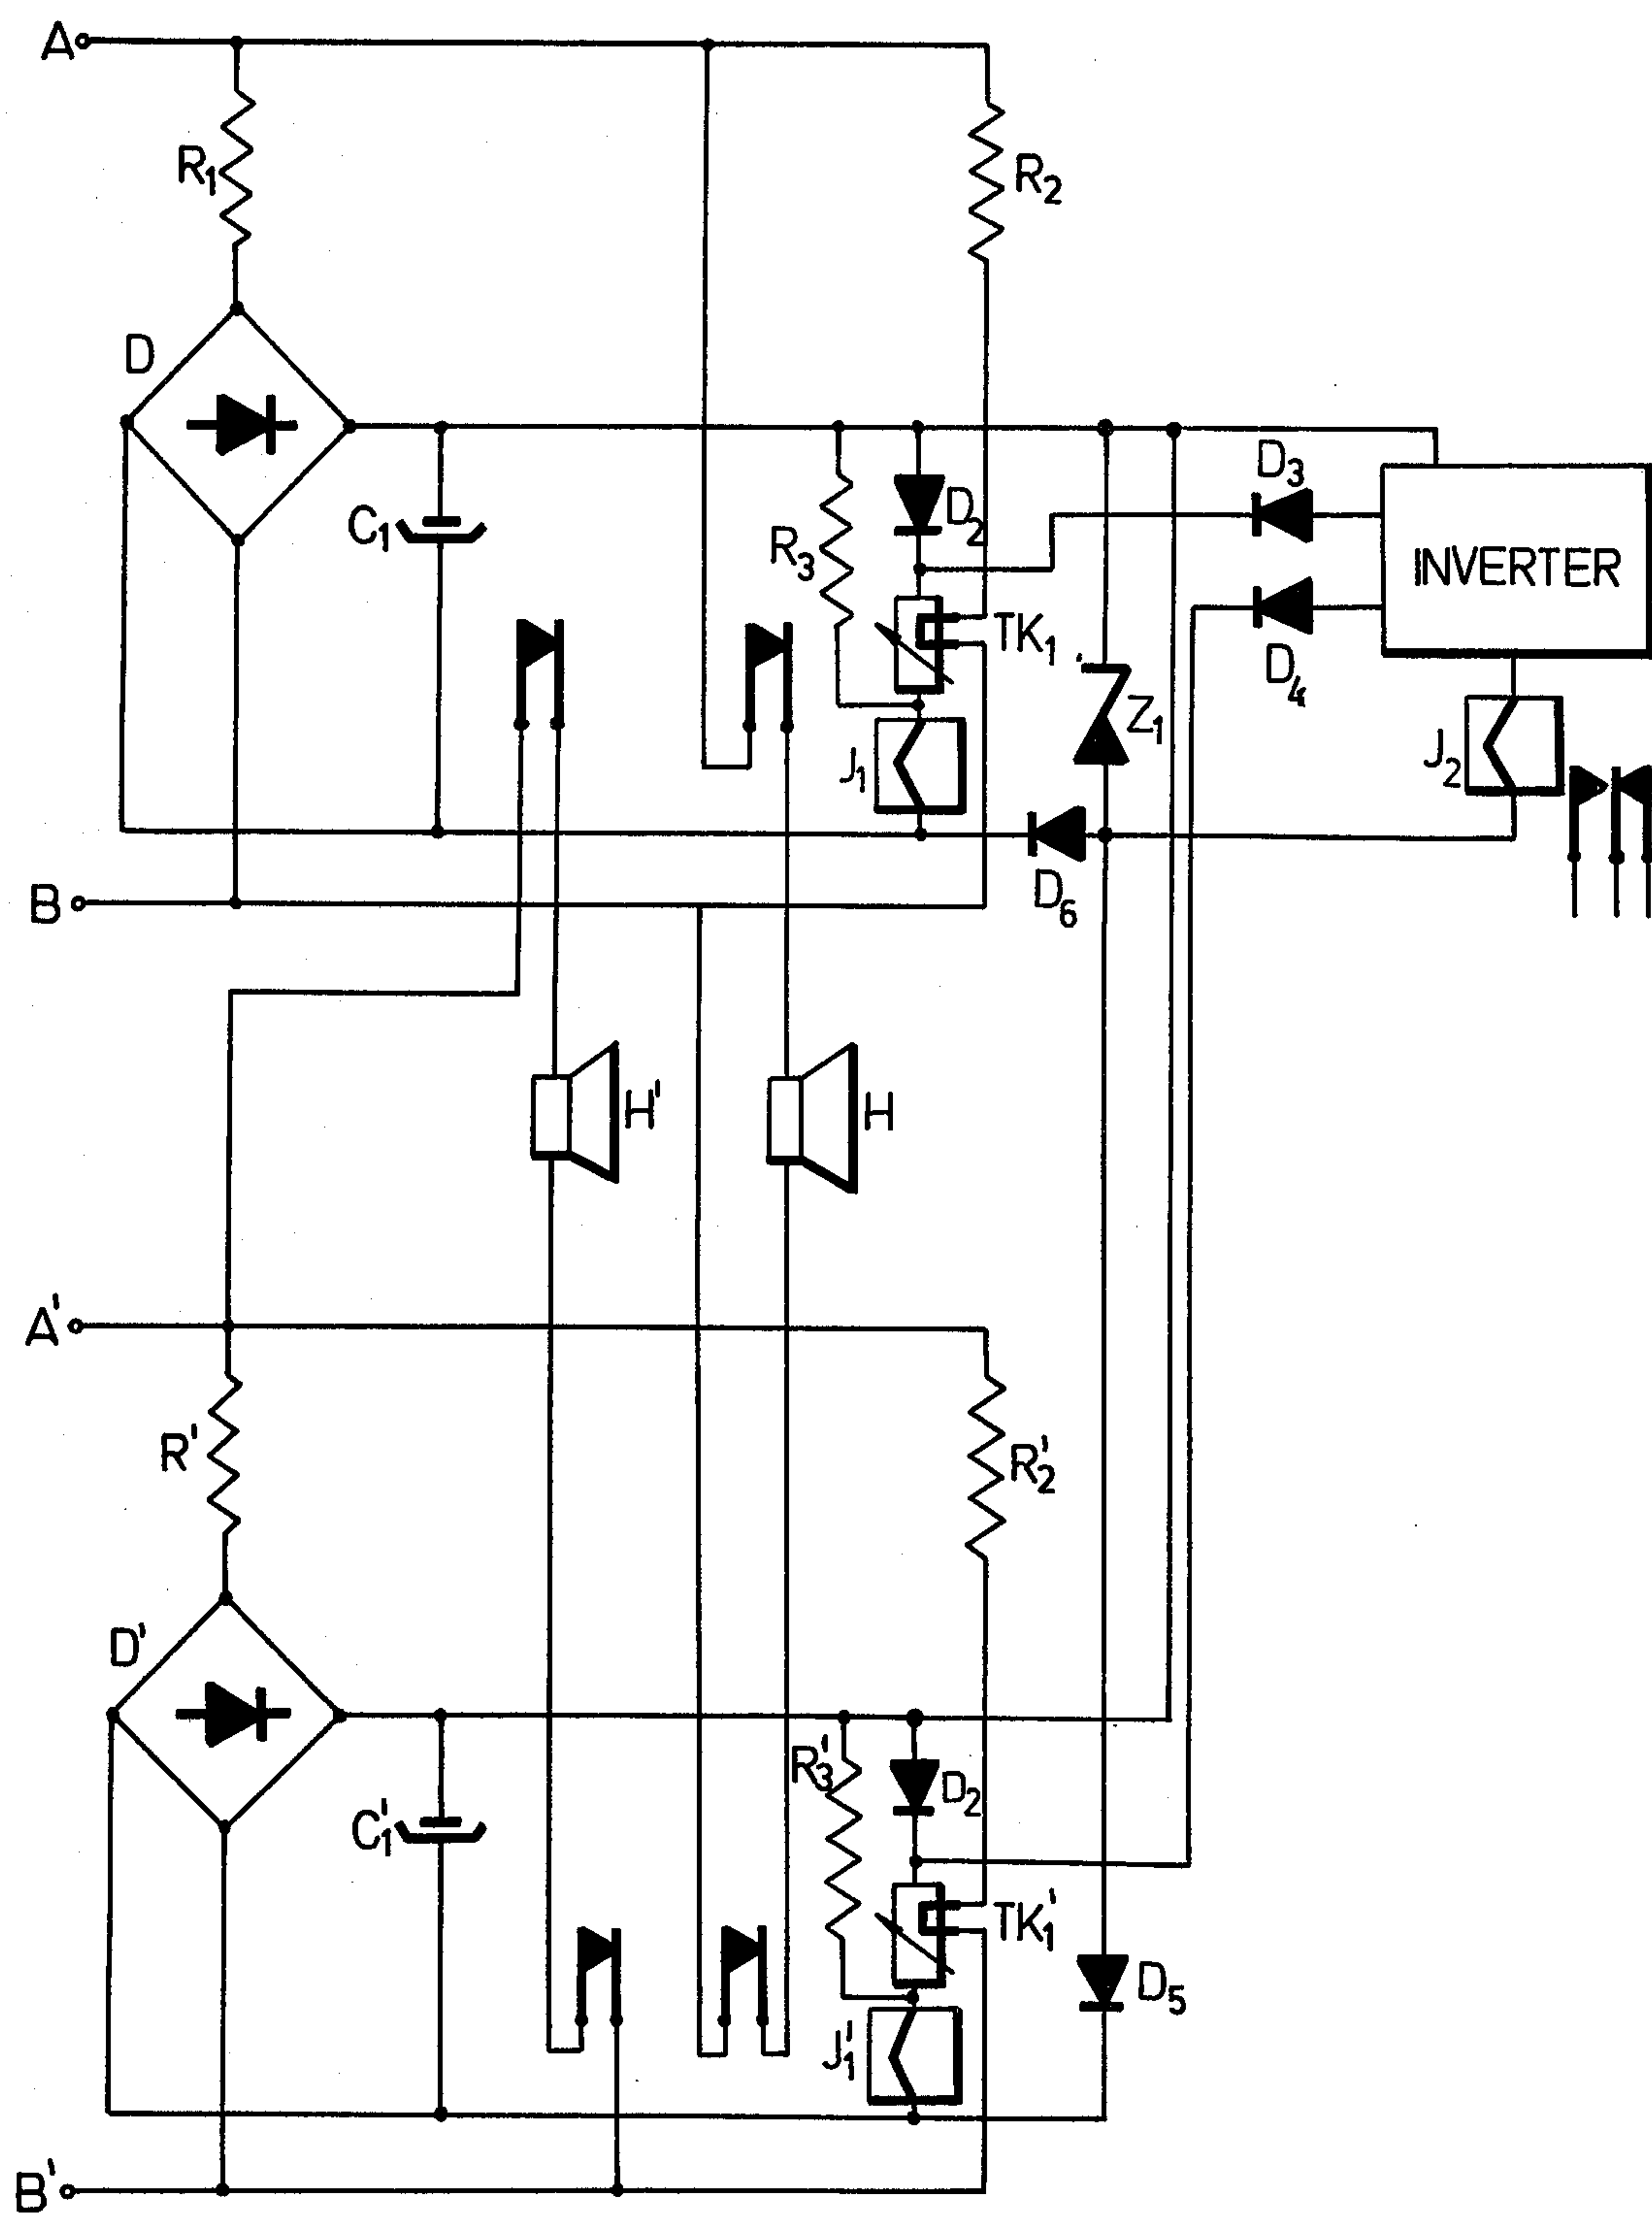 A
R1
R2
D
D3
C1
R3
D2
INVERTER
TK1
D4
Z1
J1
J2
B
D6
H'
H
A'
R'
R'2
D'
R'3
D2
C'1
TK'1
D5
J'1
B'